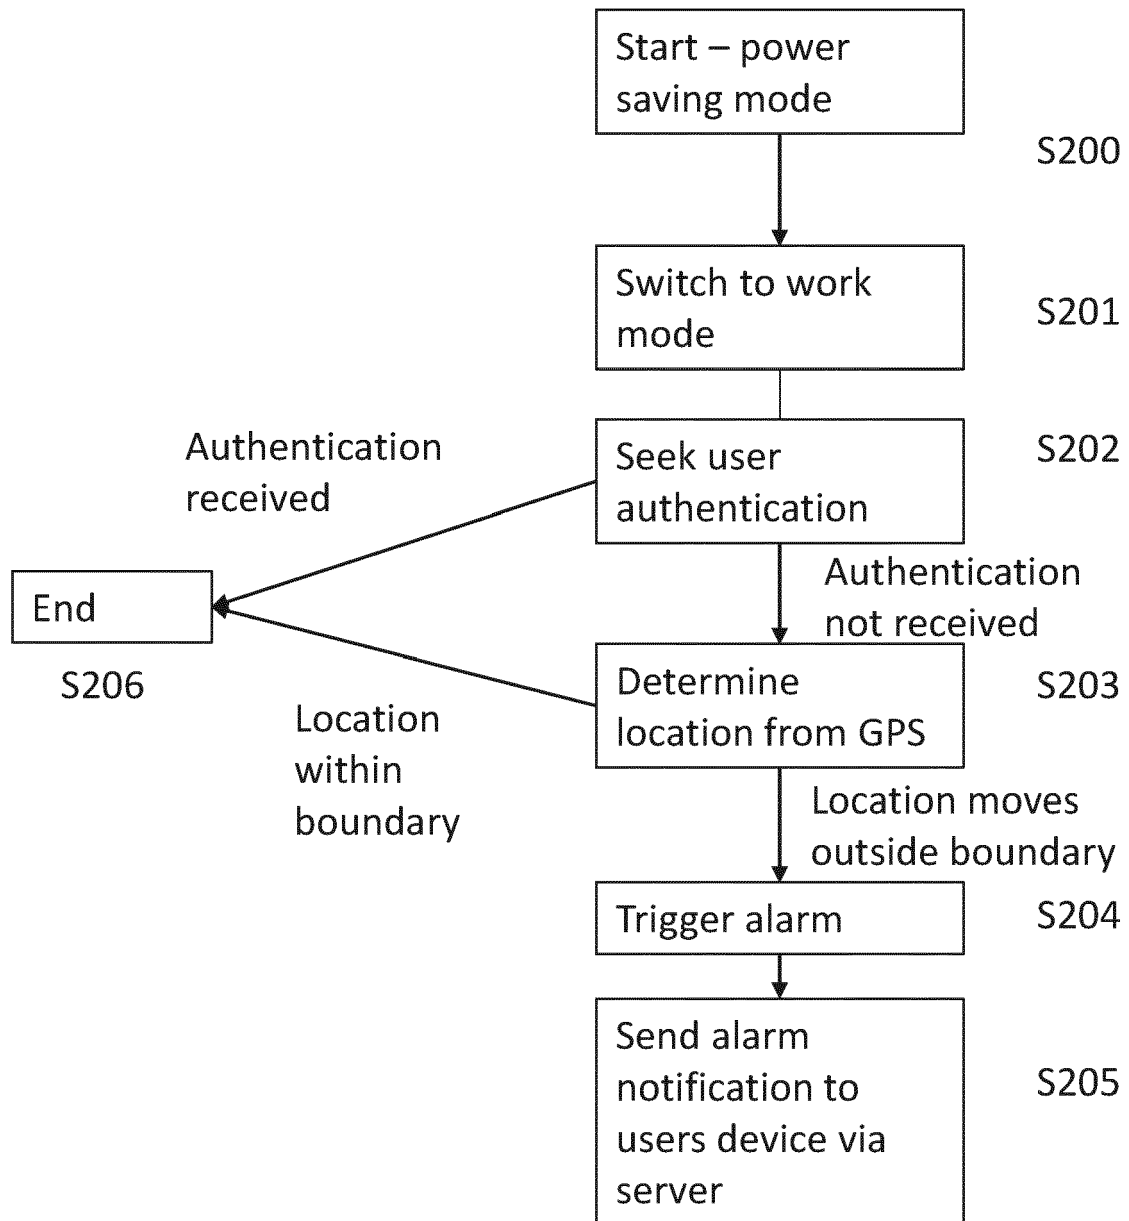 Start – power
saving mode
S200
Switch to work
mode
S201
Seek user
authentication
S202
Authentication
received
Authentication
not received
End
S206
Determine
location from GPS
S203
Location
within
boundary
Location moves
outside boundary
Trigger alarm
S204
Send alarm
notification to
users device via
server
S205